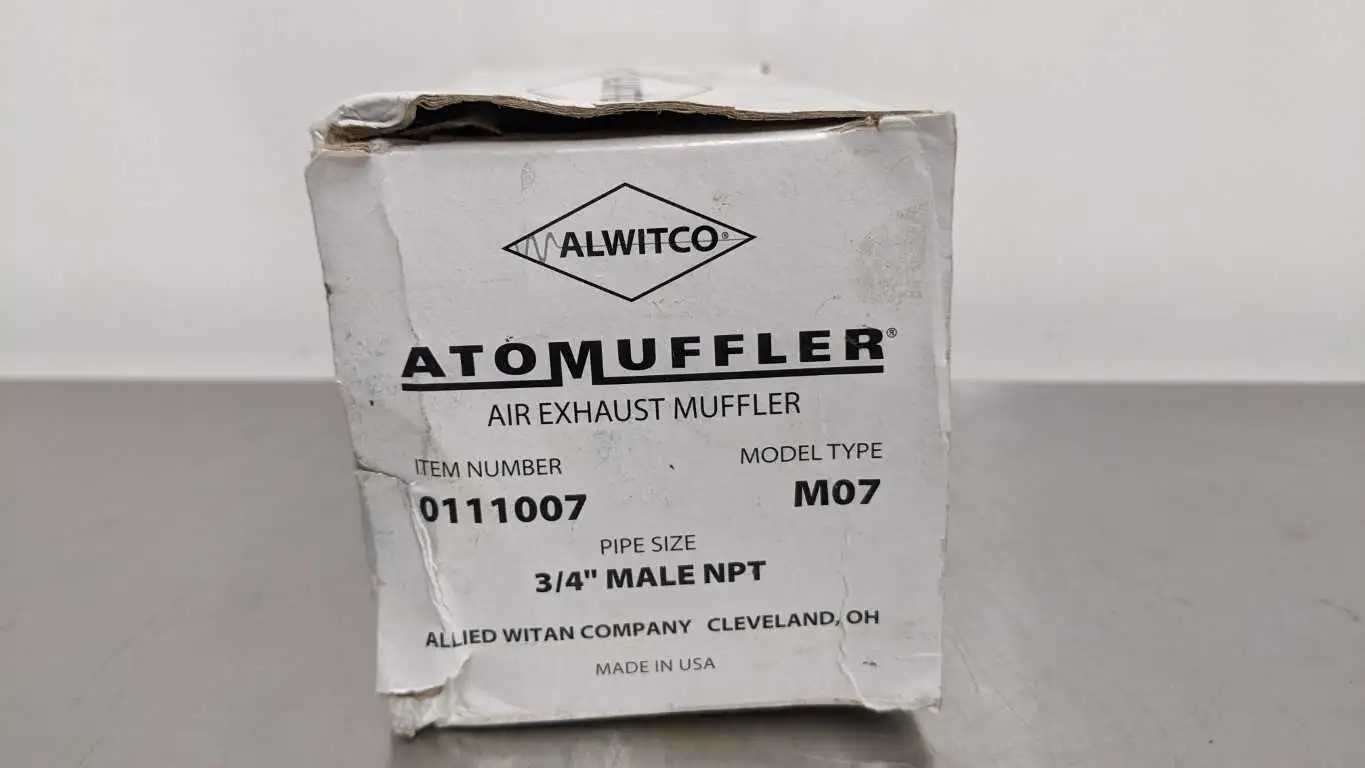 ALWITCO®
ATOMUFFLER®
AIR EXHAUST MUFFLER
ITEM NUMBER MODEL TYPE
0111007 M07
PIPE SIZE
3/4" MALE NPT
ALLIED WITAN COMPANY CLEVELAND, OH
MADE IN USA